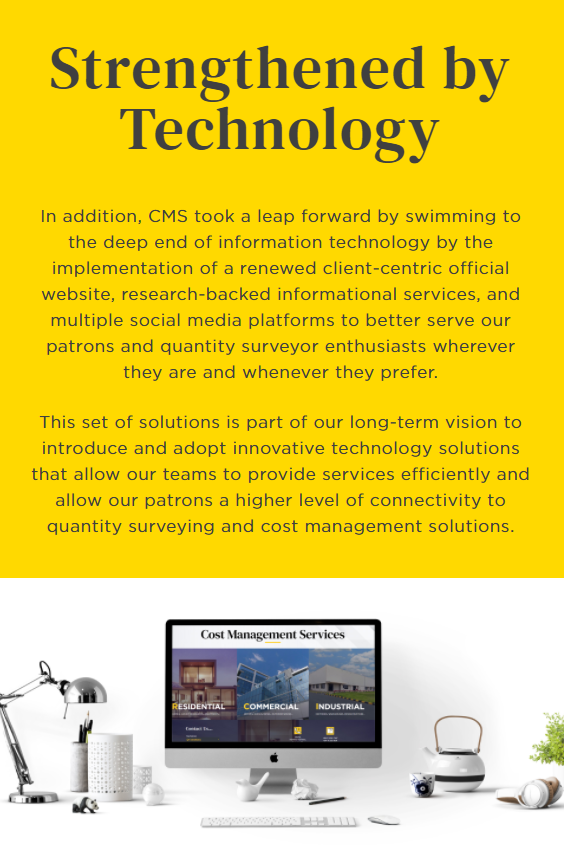 Strengthened by
Technology
In addition, CMS took a leap forward by swimming to
the deep end of information technology by the
implementation of a renewed client-centric official
website, research-backed informational services, and
multiple social media platforms to better serve our
patrons and quantity surveyor enthusiasts wherever
they are and whenever they prefer.
This set of solutions is part of our long-term vision to
introduce and adopt innovative technology solutions
that allow our teams to provide services efficiently and
allow our patrons a higher level of connectivity to
quantity surveying and cost management solutions.
Cost Management Services
RESIDENTIAL
COMMERCIAL
INDUSTRIAL
Contact Us